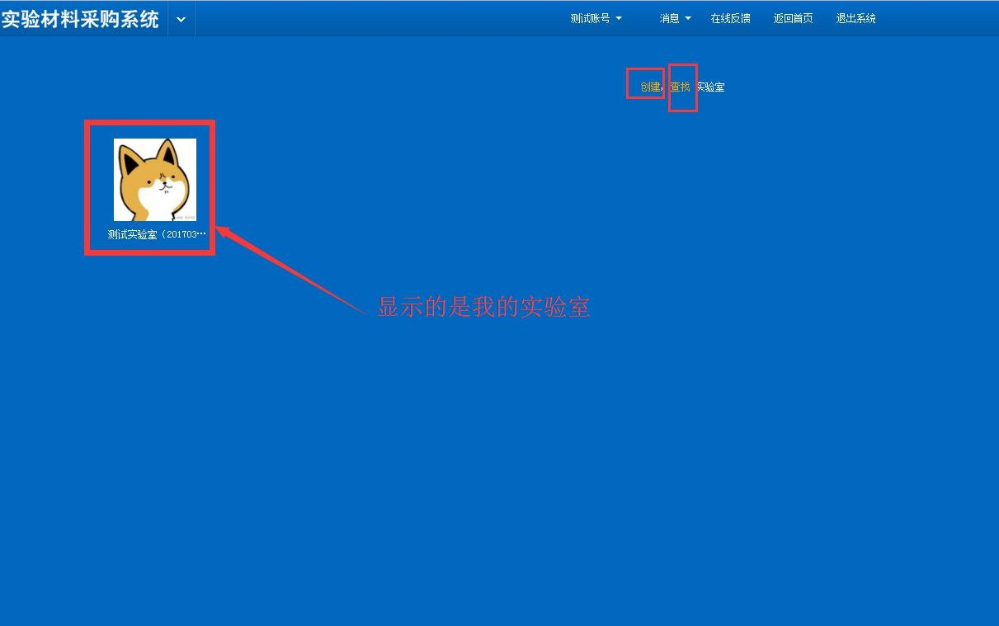 实验材料采购系统 测试账号 消息 在线反馈 返回首页 退出系统
创建/查找 实验室
测试实验室（201703…
显示的是我的实验室